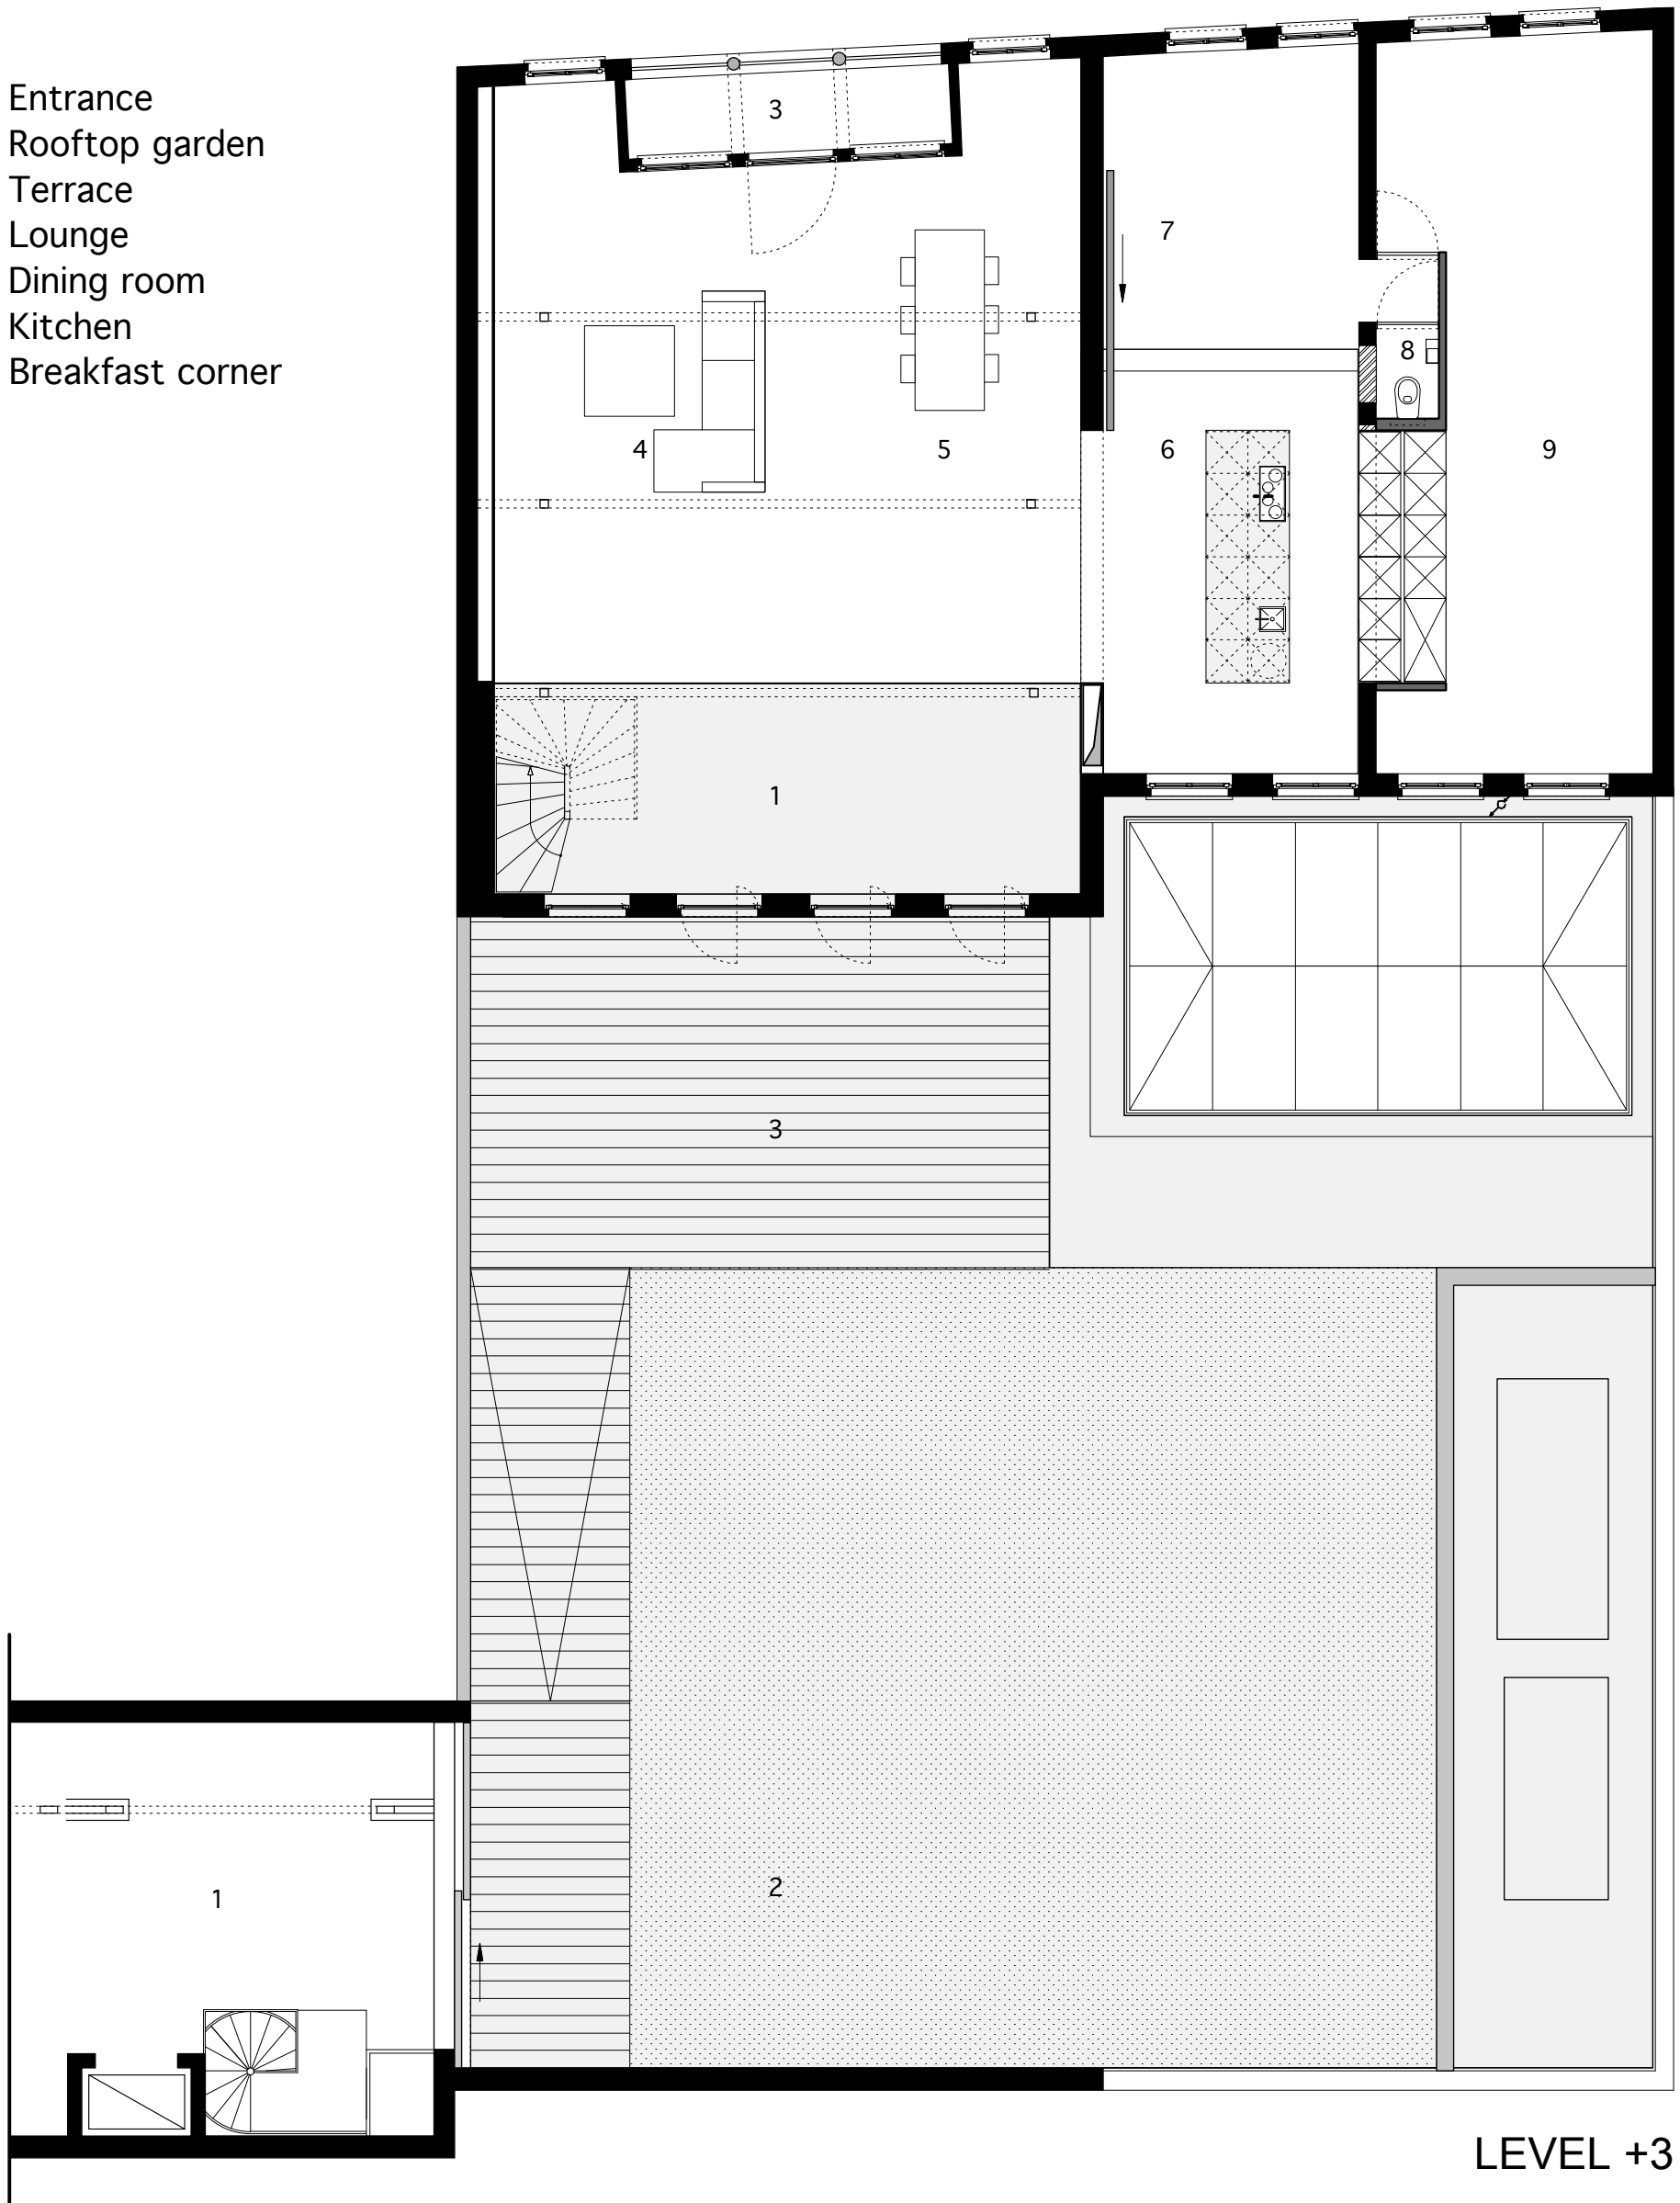 Entrance
Rooftop garden
Terrace
Lounge
Dining room
Kitchen
Breakfast corner
3
7
8
4
5
6
9
1
3
1
2
LEVEL +3